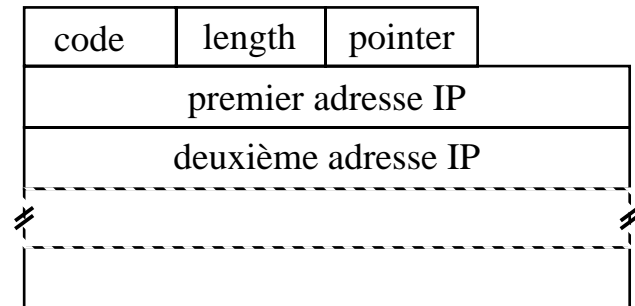 code length pointer
premier adresse IP
deuxième adresse IP